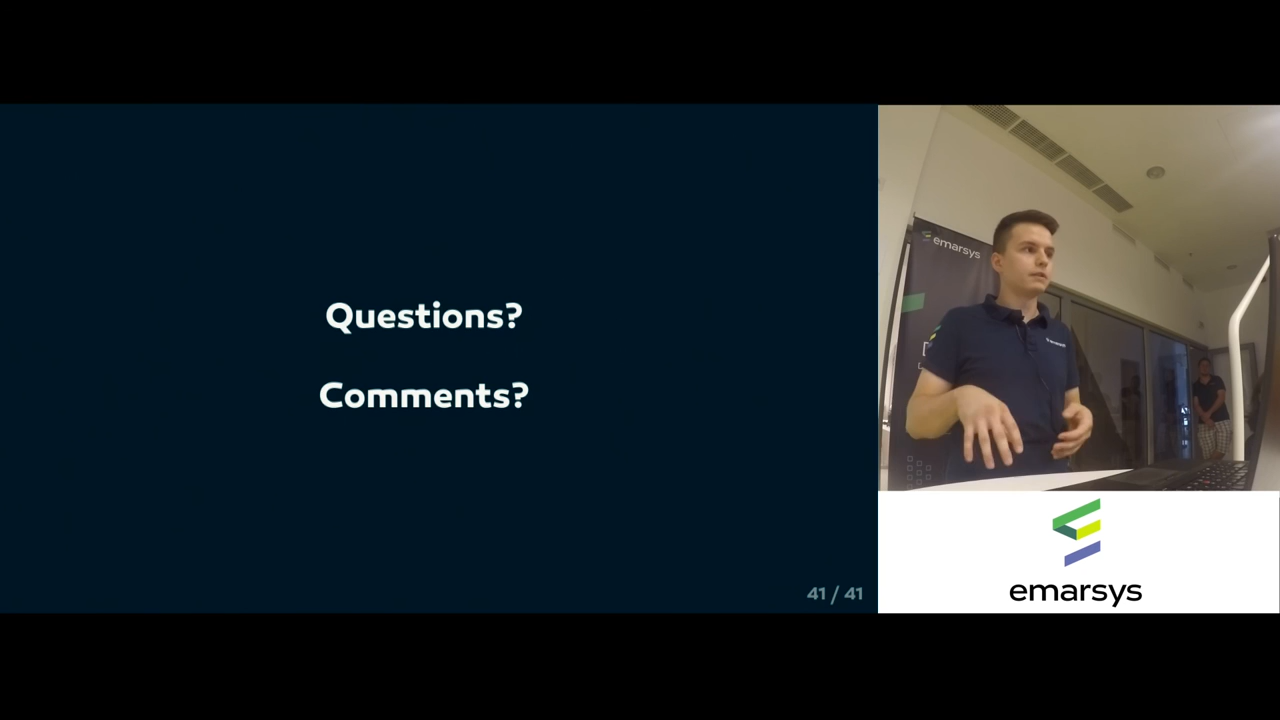 Questions?
Comments?
41 / 41
emarsys
emarsys